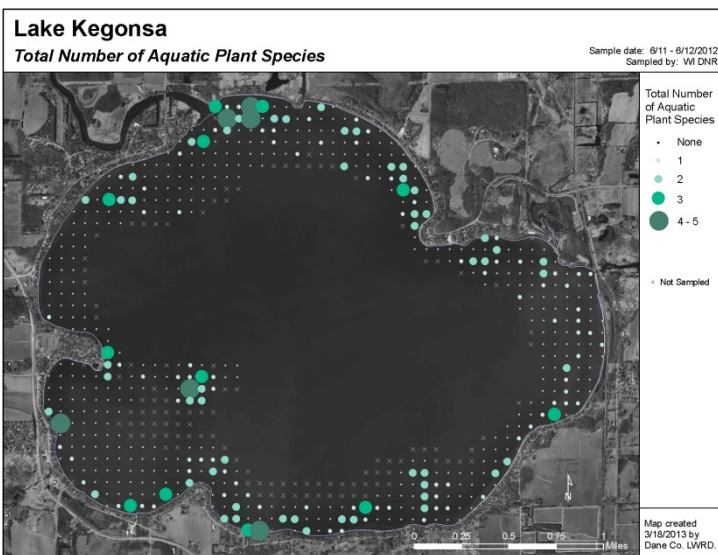 Lake Kegonsa
Total Number of Aquatic Plant Species
Sample date: 6/11 - 6/12/2012
Sampled by: WI DNR
Total Number
of Aquatic
Plant Species
None
1
2
3
4 - 5
× Not Sampled
N
0 0.25 0.5 0.75 1
Miles
Map created
3/18/2013 by
Dane Co. LWRD.